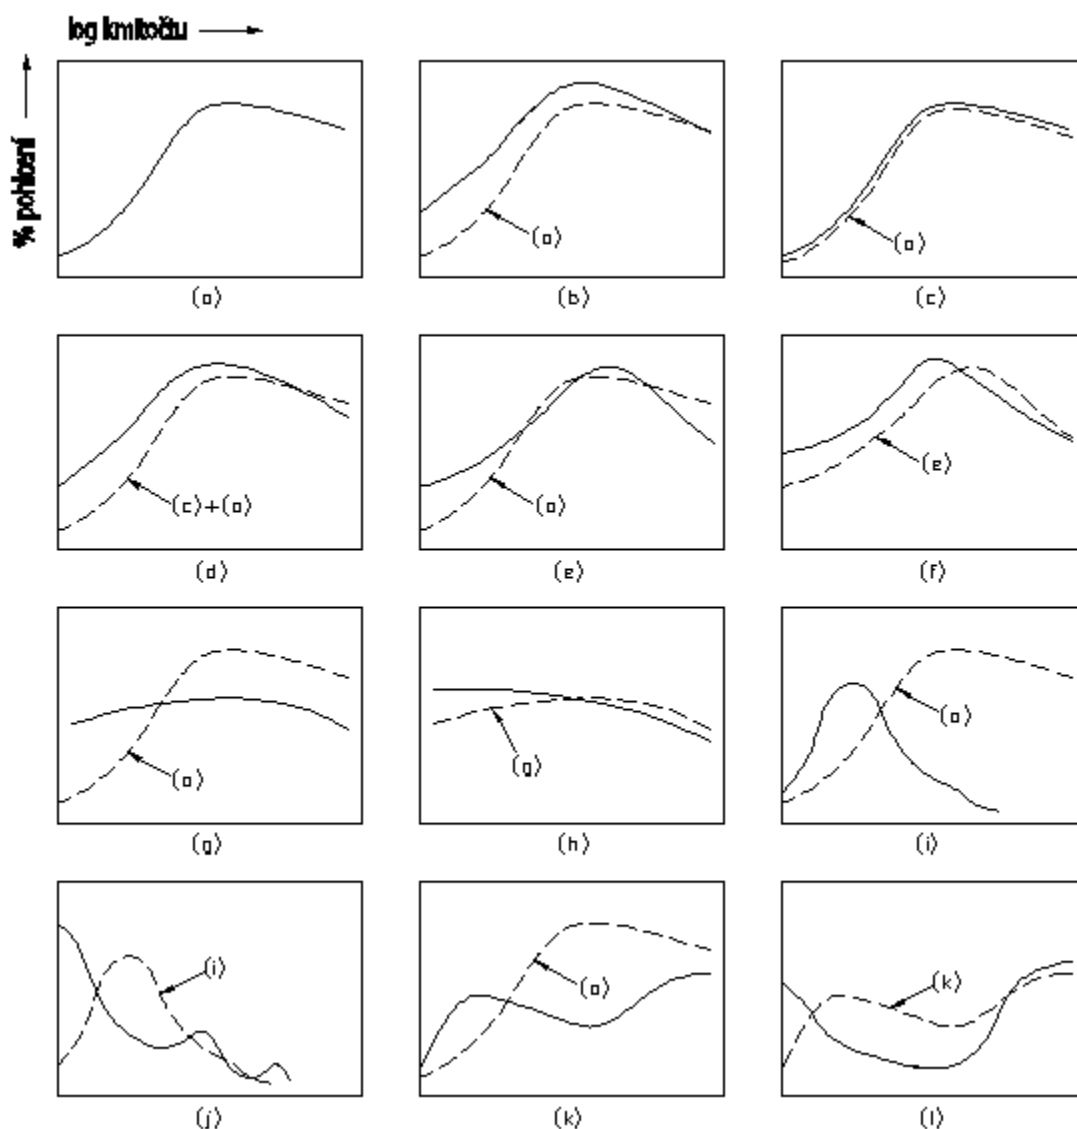 log kmitočtu
% pohlcení
(a)
(a)
(b)
(a)
(c)
(c)+(a)
(d)
(a)
(e)
(e)
(f)
(a)
(g)
(g)
(h)
(a)
(i)
(i)
(j)
(a)
(k)
(k)
(l)